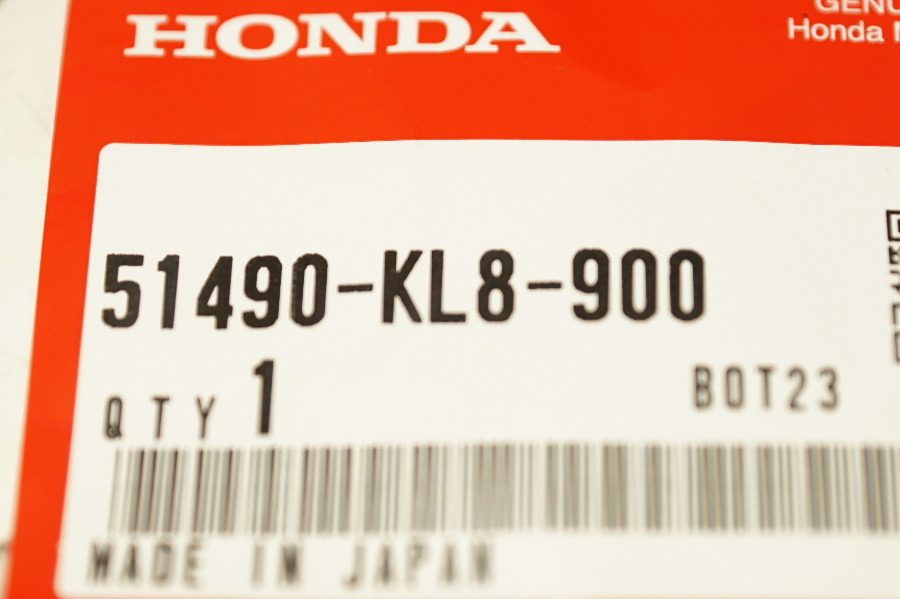 HONDA
GENU
Honda
51490-KL8-900
QTY 1
BOT23
MADE IN JAPAN